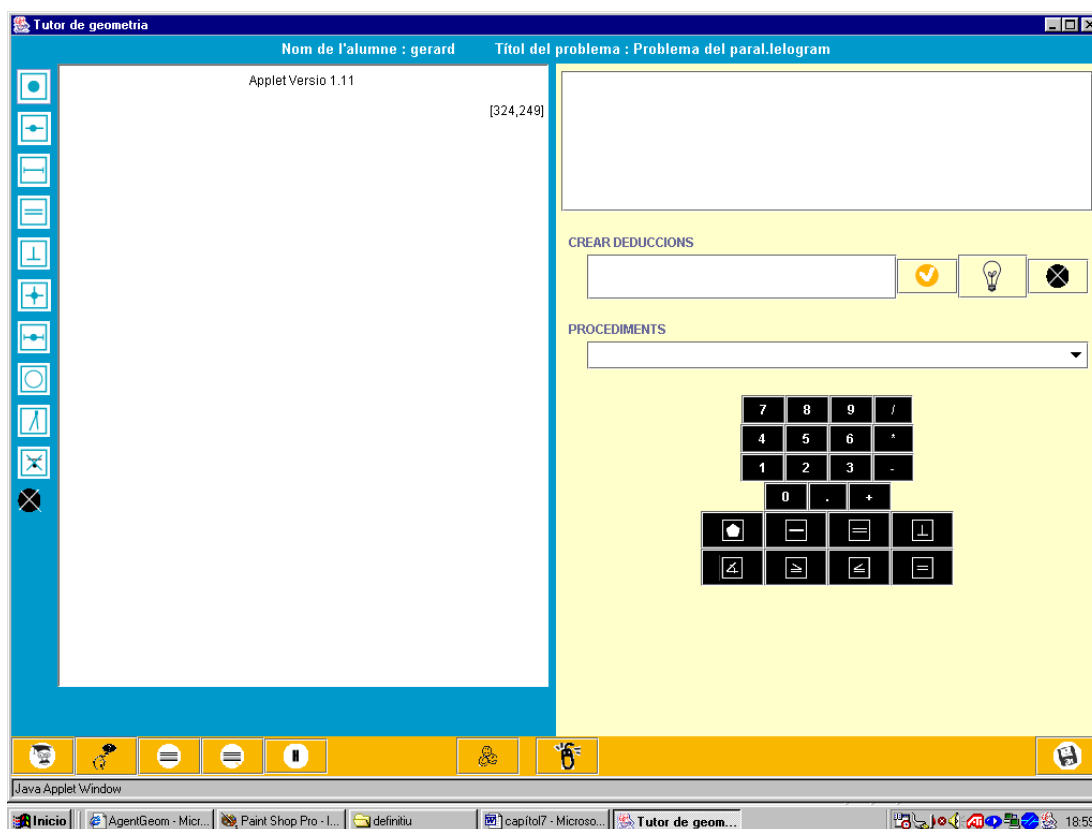 Tutor de geometria
Nom de l'alumne : gerard Títol del problema : Problema del paral.lelogram
Applet Versio 1.11
[324,249]
CREAR DEDUCCIONS
PROCEDIMENTS
7 8 9 /
4 5 6 *
1 2 3 -
0 . +
⊥
∡ ≥ ≤ =
Java Applet Window
Inicio AgentGeom - Micr... Paint Shop Pro - I... definitiu capítol7 - Microso... Tutor de geom... 18:59